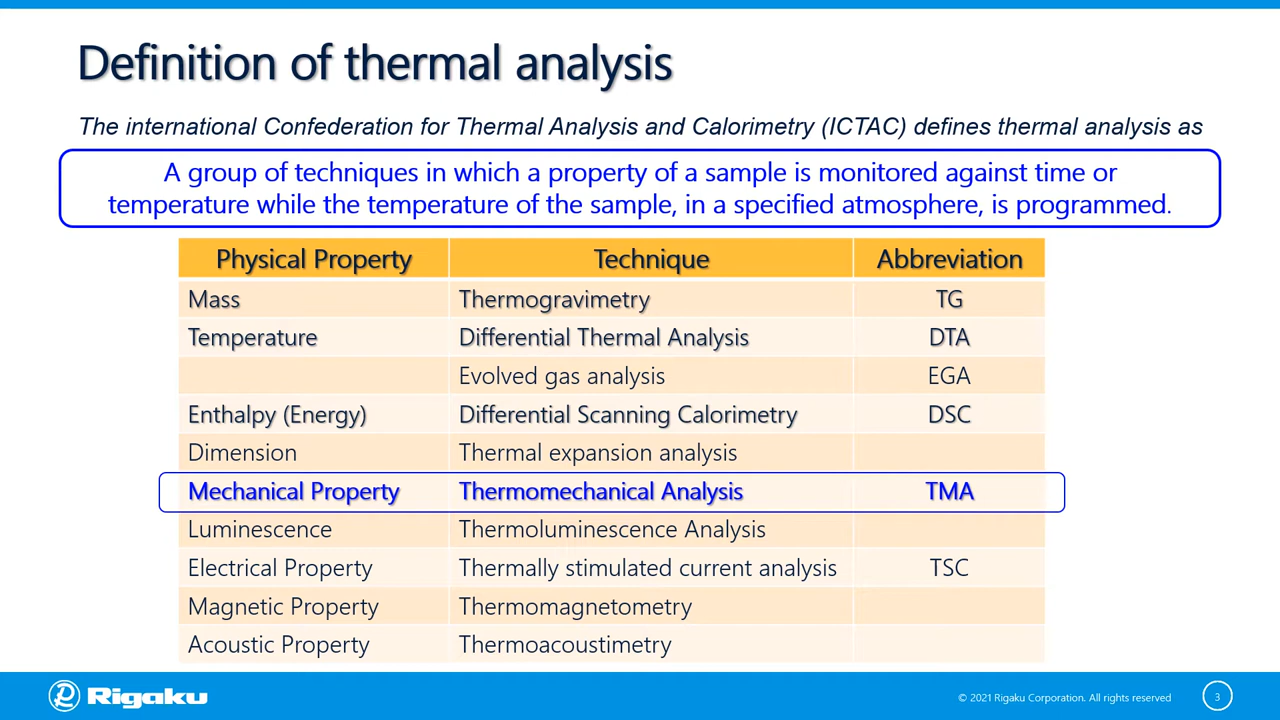 Definition of thermal analysis
The international Confederation for Thermal Analysis and Calorimetry (ICTAC) defines thermal analysis as
A group of techniques in which a property of a sample is monitored against time or
temperature while the temperature of the sample, in a specified atmosphere, is programmed.
Physical Property Technique Abbreviation
Mass Thermogravimetry TG
Temperature Differential Thermal Analysis DTA
Evolved gas analysis EGA
Enthalpy (Energy) Differential Scanning Calorimetry DSC
Dimension Thermal expansion analysis
Mechanical Property Thermomechanical Analysis TMA
Luminescence Thermoluminescence Analysis
Electrical Property Thermally stimulated current analysis TSC
Magnetic Property Thermomagnetometry
Acoustic Property Thermoacoustimetry
Rigaku © 2021 Rigaku Corporation. All rights reserved 3